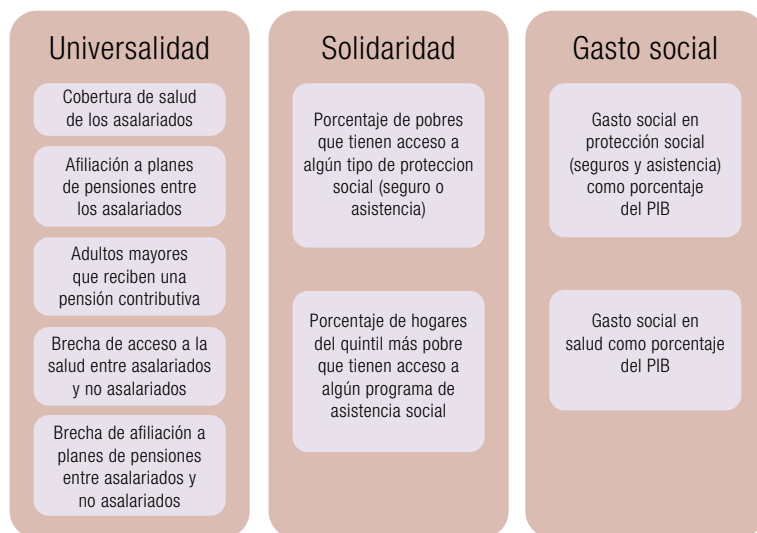 Universalidad
Cobertura de salud
de los asalariados
Afiliación a planes
de pensiones entre
los asalariados
Adultos mayores
que reciben una
pensión contributiva
Brecha de acceso a la
salud entre asalariados
y no asalariados
Brecha de afiliación a
planes de pensiones
entre asalariados y
no asalariados
Solidaridad
Porcentaje de pobres
que tienen acceso a
algún tipo de proteccion
social (seguro o
asistencia)
Porcentaje de hogares
del quintil más pobre
que tienen acceso a
algún programa de
asistencia social
Gasto social
Gasto social en
protección social
(seguros y asistencia)
como porcentaje
del PIB
Gasto social en
salud como porcentaje
del PIB